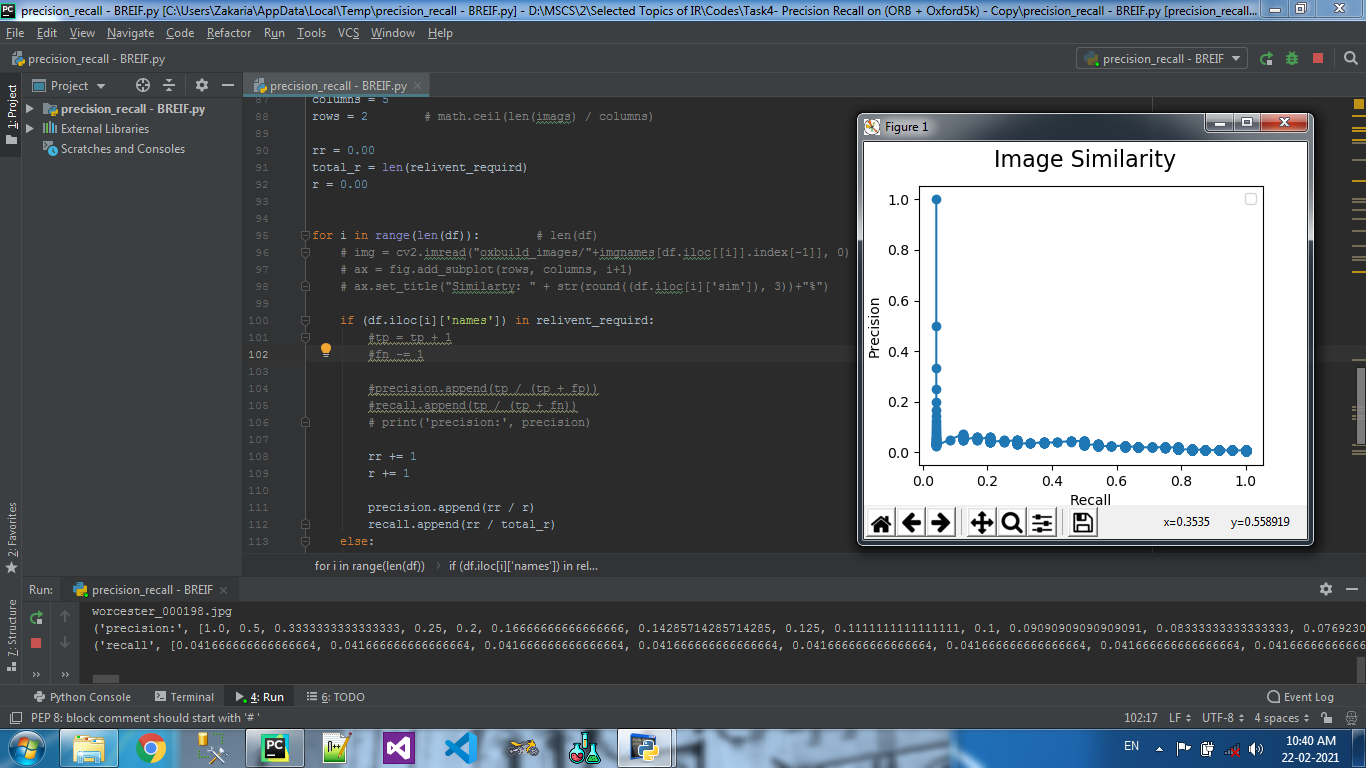 precision_recall - BREIF.py [C:\Users\Zakaria\AppData\Local\Temp\precision_recall - BREIF.py] - D:\MSCS\2\Selected Topics of IR\Codes\Task4- Precision Recall on (ORB + Oxford5k) - Copy\precision_recall - BREIF.py [precision_recall...
File Edit View Navigate Code Refactor Run Tools VCS Window Help
precision_recall - BREIF.py
precision_recall - BREIF
Project
precision_recall - BREIF.py
1: Project
precision_recall - BREIF.py
External Libraries
Scratches and Consoles
87 columns = 5
88 rows = 2 # math.ceil(len(imags) / columns)
89
90 rr = 0.00
91 total_r = len(relivent_requird)
92 r = 0.00
93
94
95 for i in range(len(df)): # len(df)
96 # img = cv2.imread("oxbuild_images/"+imgnames[df.iloc[[i]].index[-1]], 0)
97 # ax = fig.add_subplot(rows, columns, i+1)
98 # ax.set_title("Similarty: " + str(round((df.iloc[i]['sim']), 3))+"%")
99
100 if (df.iloc[i]['names']) in relivent_requird:
101 #tp = tp + 1
102 #fn -= 1
103
104 #precision.append(tp / (tp + fp))
105 #recall.append(tp / (tp + fn))
106 # print('precision:', precision)
107
108 rr += 1
109 r += 1
110
111 precision.append(rr / r)
112 recall.append(rr / total_r)
113 else:
for i in range(len(df)) › if (df.iloc[i]['names']) in rel...
Figure 1
Image Similarity
1.0
0.8
0.6
0.4
0.2
0.0
Precision
0.0 0.2 0.4 0.6 0.8 1.0
Recall
x=0.3535 y=0.558919
2: Favorites
7: Structure
Run: precision_recall - BREIF
worcester_000198.jpg
('precision:', [1.0, 0.5, 0.3333333333333333, 0.25, 0.2, 0.16666666666666666, 0.14285714285714285, 0.125, 0.1111111111111111, 0.1, 0.09090909090909091, 0.08333333333333333, 0.0769230
('recall', [0.041666666666666664, 0.041666666666666664, 0.041666666666666664, 0.041666666666666664, 0.041666666666666664, 0.041666666666666664, 0.041666666666666664, 0.0416666666666
Python Console Terminal 4: Run 6: TODO Event Log
PEP 8: block comment should start with '# ' 102:17 LF UTF-8 4 spaces
EN 10:40 AM
22-02-2021